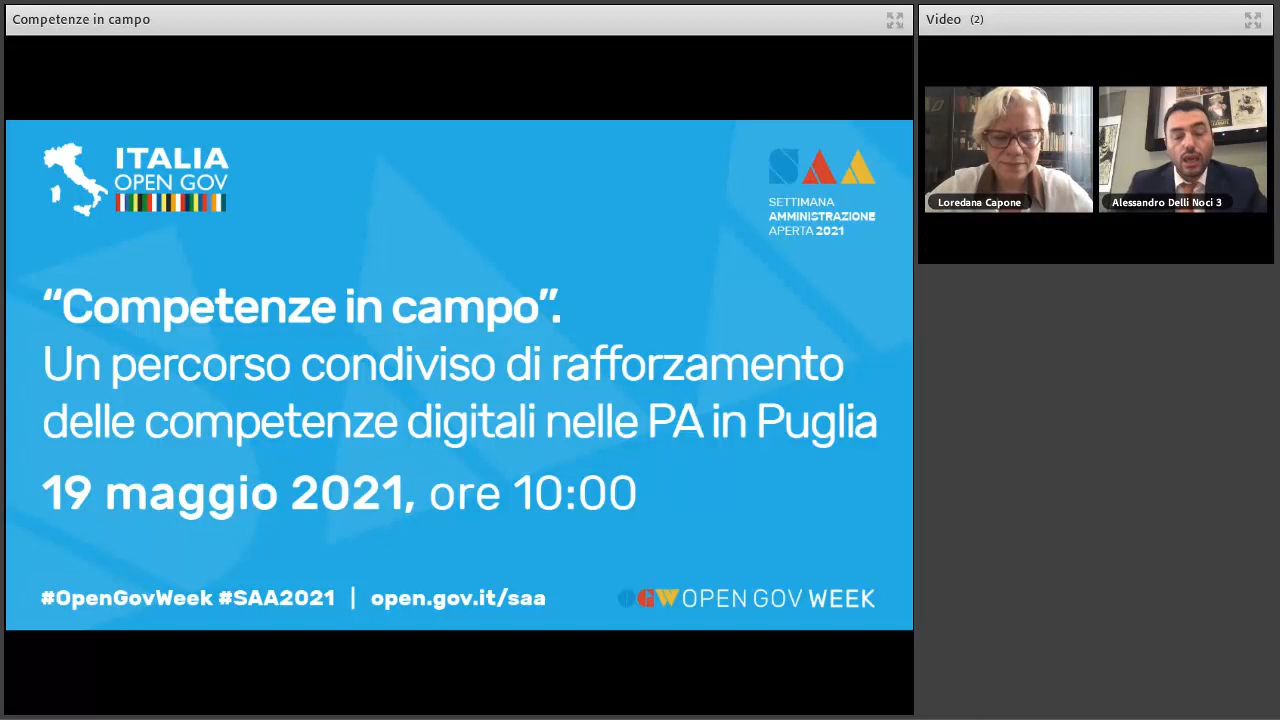 Competenze in campo
Video (2)
Loredana Capone
Alessandro Delli Noci 3
ITALIA
OPEN GOV
SAA
SETTIMANA
AMMINISTRAZIONE
APERTA 2021
“Competenze in campo”.
Un percorso condiviso di rafforzamento
delle competenze digitali nelle PA in Puglia
19 maggio 2021, ore 10:00
#OpenGovWeek #SAA2021 | open.gov.it/saa
OGW OPEN GOV WEEK